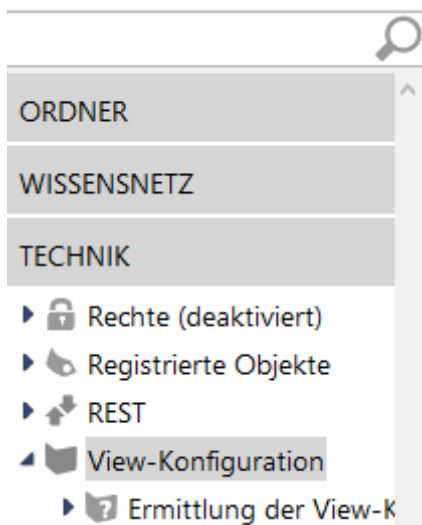 ORDNER
WISSENSNETZ
TECHNIK
Rechte (deaktiviert)
Registrierte Objekte
REST
View-Konfiguration
Ermittlung der View-K